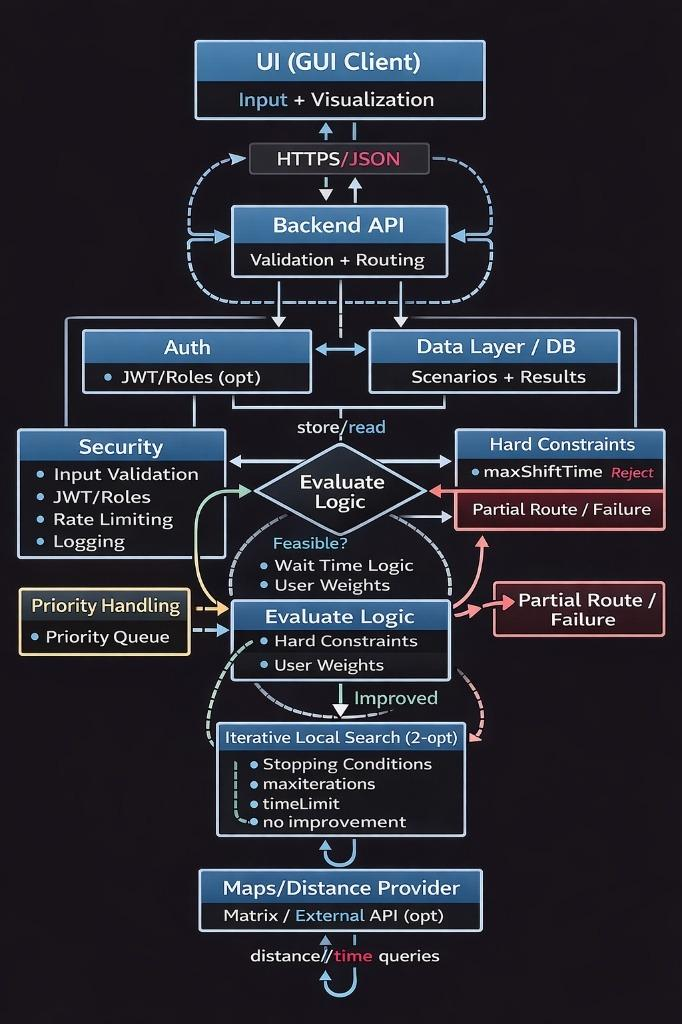 UI (GUI Client)
Input + Visualization
HTTPS/JSON
Backend API
Validation + Routing
Auth
JWT/Roles (opt)
Data Layer / DB
Scenarios + Results
store/read
Security
Input Validation
JWT/Roles
Rate Limiting
Logging
Evaluate
Logic
Hard Constraints
maxShiftTime Reject
Partial Route / Failure
Feasible?
Wait Time Logic
User Weights
Priority Handling
Priority Queue
Evaluate Logic
Hard Constraints
User Weights
Partial Route /
Failure
Improved
Iterative Local Search (2-opt)
Stopping Conditions
maxiterations
timeLimit
no improvement
Maps/Distance Provider
Matrix / External API (opt)
distance//time queries